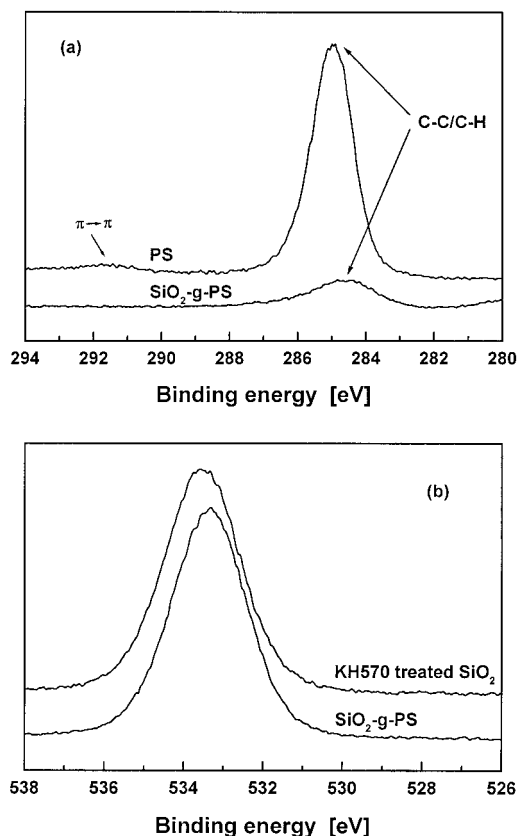 (a)
C-C/C-H
π→π
PS
SiO₂-g-PS
294 292 290 288 286 284 282 280
Binding energy [eV]
(b)
KH570 treated SiO₂
SiO₂-g-PS
538 536 534 532 530 528 526
Binding energy [eV]